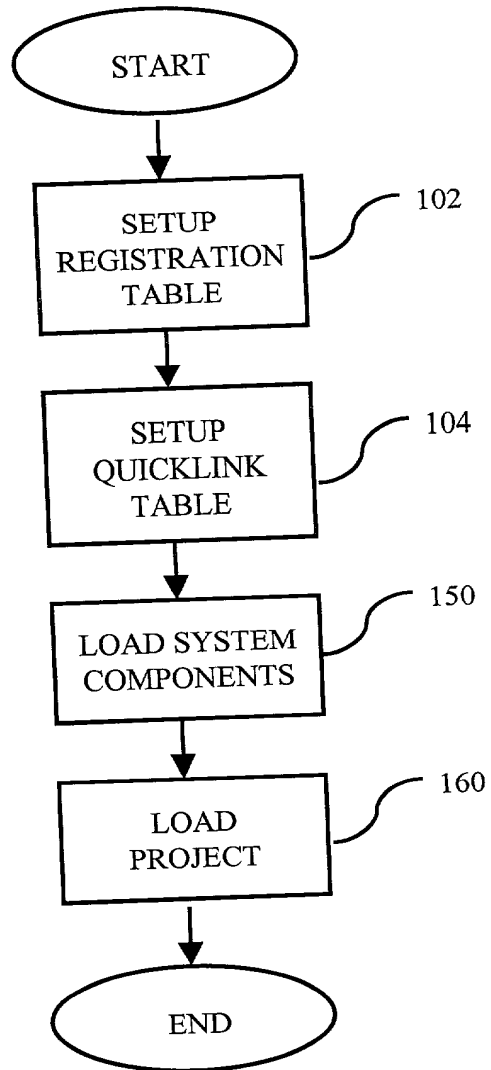 START
SETUP
REGISTRATION
TABLE
102
SETUP
QUICKLINK
TABLE
104
LOAD SYSTEM
COMPONENTS
150
LOAD
PROJECT
160
END